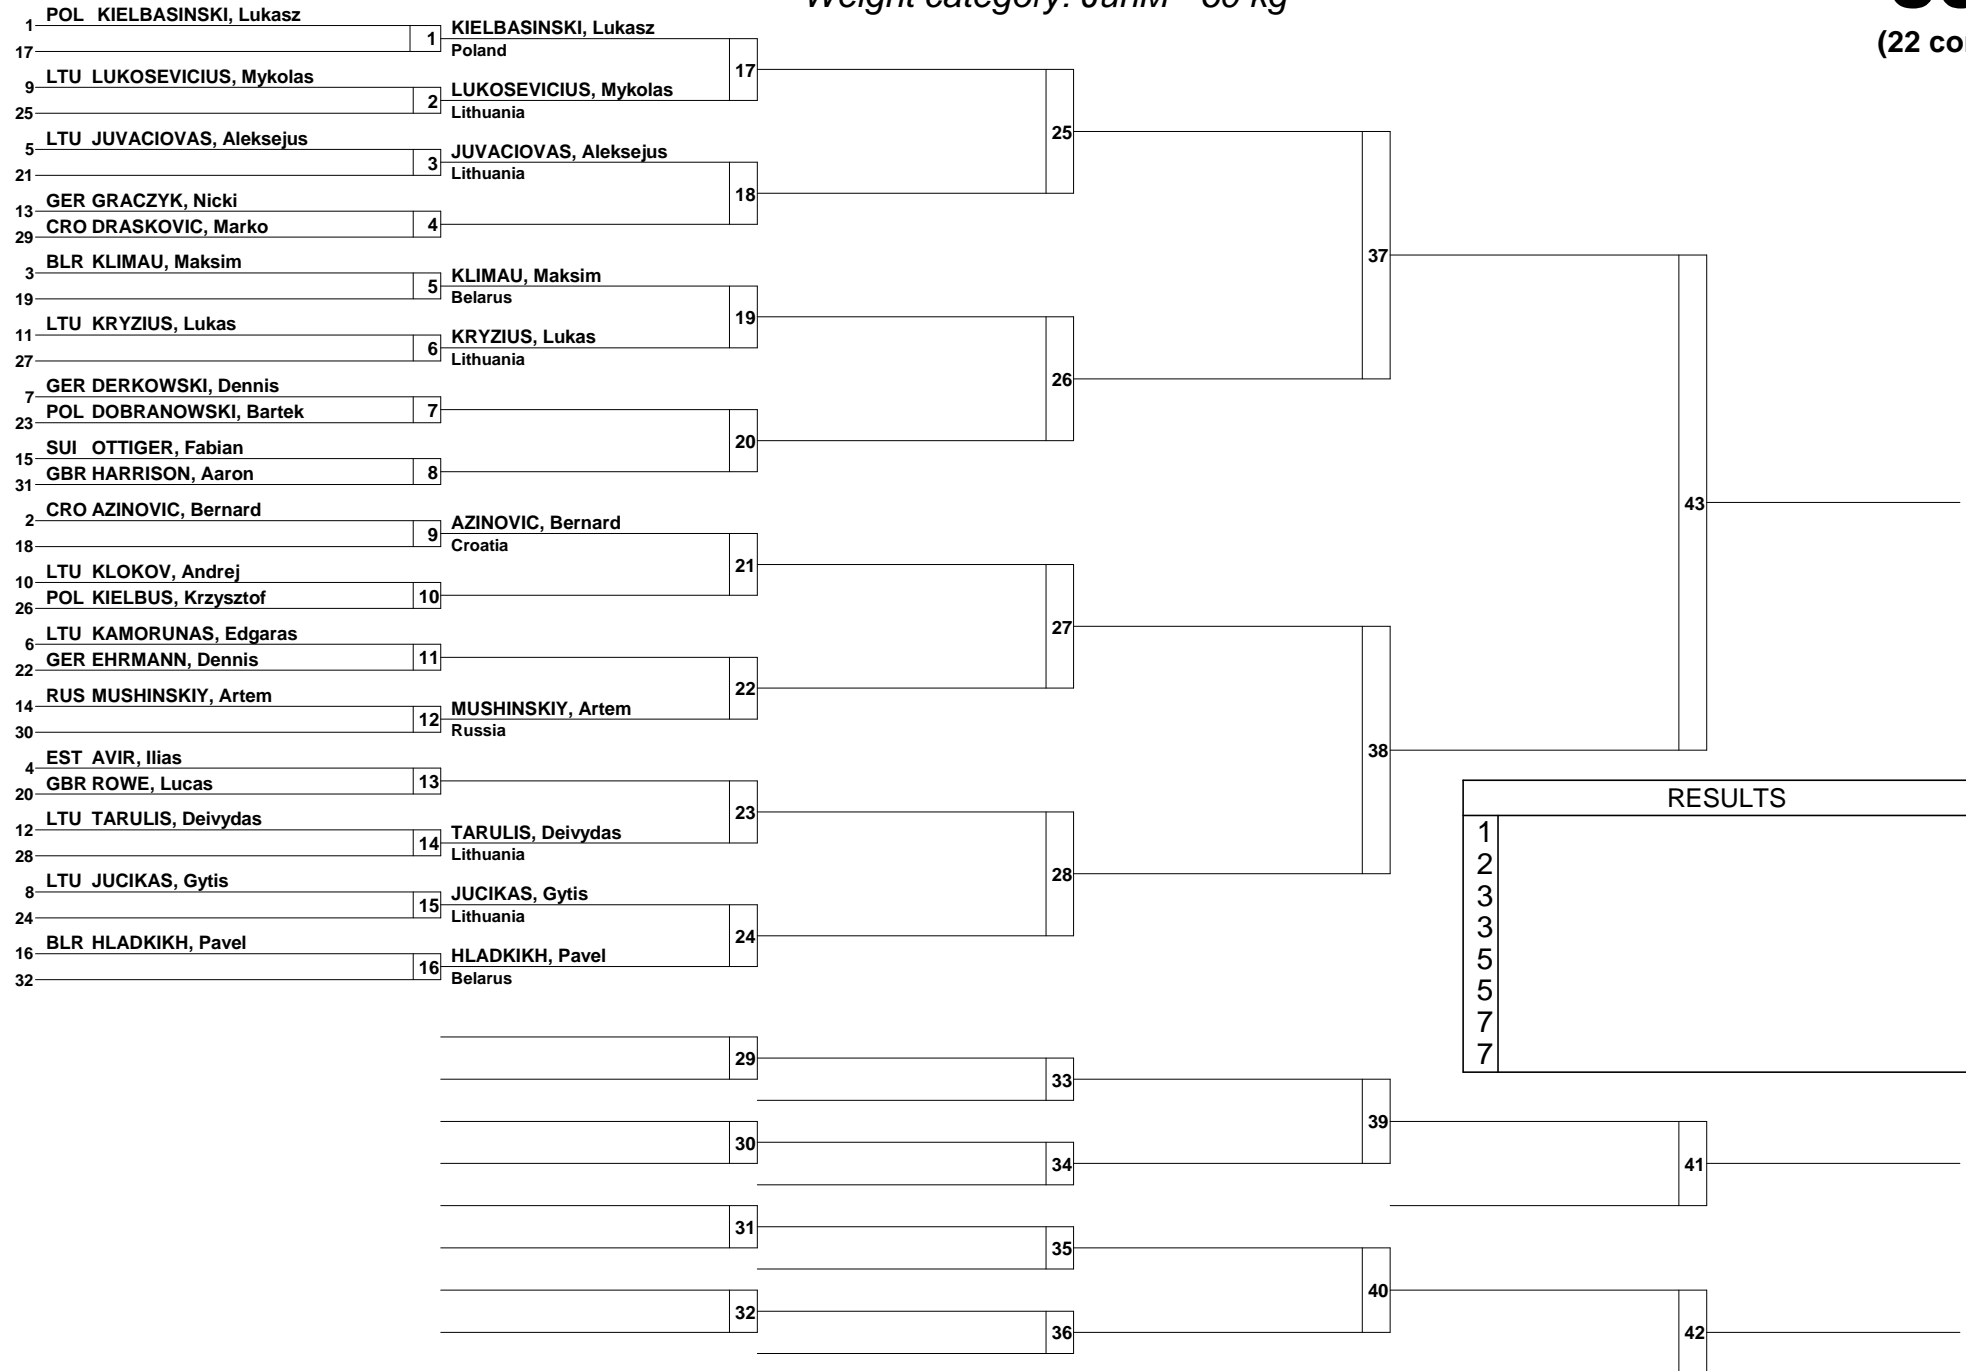 Weight category: JunM kg
(22
1 POL KIELBASINSKI, Lukasz
17
9 LTU LUKOSEVICIUS, Mykolas
25
5 LTU JUVACIOVAS, Aleksejus
21
13 GER GRACZYK, Nicki
29 CRO DRASKOVIC, Marko
3 BLR KLIMAU, Maksim
19
11 LTU KRYZIUS, Lukas
27
7 GER DERKOWSKI, Dennis
23 POL DOBRANOWSKI, Bartek
15 SUI OTTIGER, Fabian
31 GBR HARRISON, Aaron
2 CRO AZINOVIC, Bernard
18
10 LTU KLOKOV, Andrej
26 POL KIELBUS, Krzysztof
6 LTU KAMORUNAS, Edgaras
22 GER EHRMANN, Dennis
14 RUS MUSHINSKIY, Artem
30
4 EST AVIR, Ilias
20 GBR ROWE, Lucas
12 LTU TARULIS, Deivydas
28
8 LTU JUCIKAS, Gytis
24
16 BLR HLADKIKH, Pavel
32
1 KIELBASINSKI, Lukasz
Poland
2 LUKOSEVICIUS, Mykolas
Lithuania
3 JUVACIOVAS, Aleksejus
Lithuania
4
5 KLIMAU, Maksim
Belarus
6 KRYZIUS, Lukas
Lithuania
7
8
9 AZINOVIC, Bernard
Croatia
10
11
12 MUSHINSKIY, Artem
Russia
13
14 TARULIS, Deivydas
Lithuania
15 JUCIKAS, Gytis
Lithuania
16 HLADKIKH, Pavel
Belarus
17
18
19
20
21
22
23
24
25
26
27
28
37
38
43
RESULTS
1
2
3
3
5
5
7
7
29
30
31
32
33
34
35
36
39
40
41
42